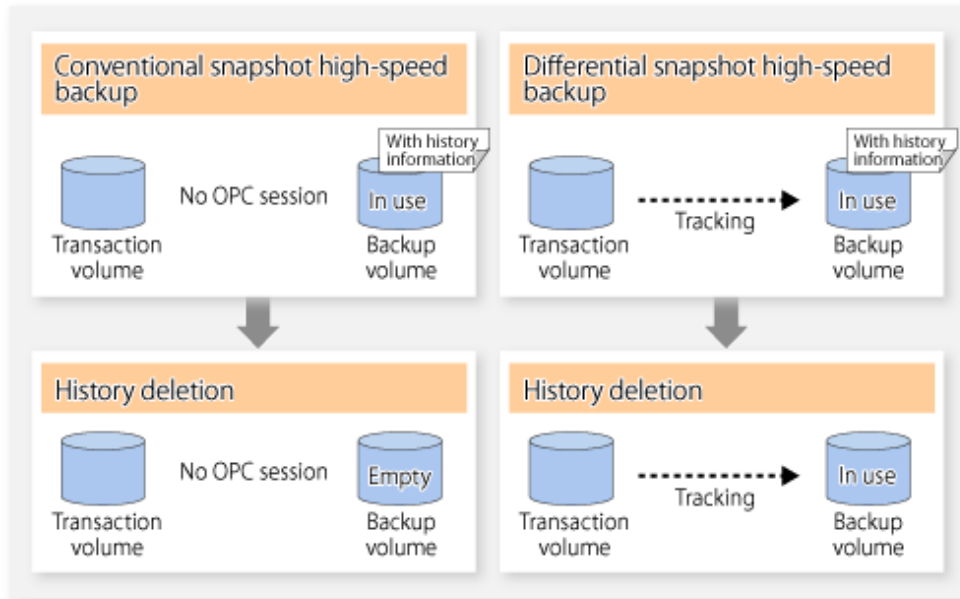 Conventional snapshot high-speed
backup
With history
information
No OPC session
In use
Transaction
volume
Backup
volume
Differential snapshot high-speed
backup
With history
information
Tracking
In use
Transaction
volume
Backup
volume
History deletion
No OPC session
Empty
Transaction
volume
Backup
volume
History deletion
Tracking
In use
Transaction
volume
Backup
volume